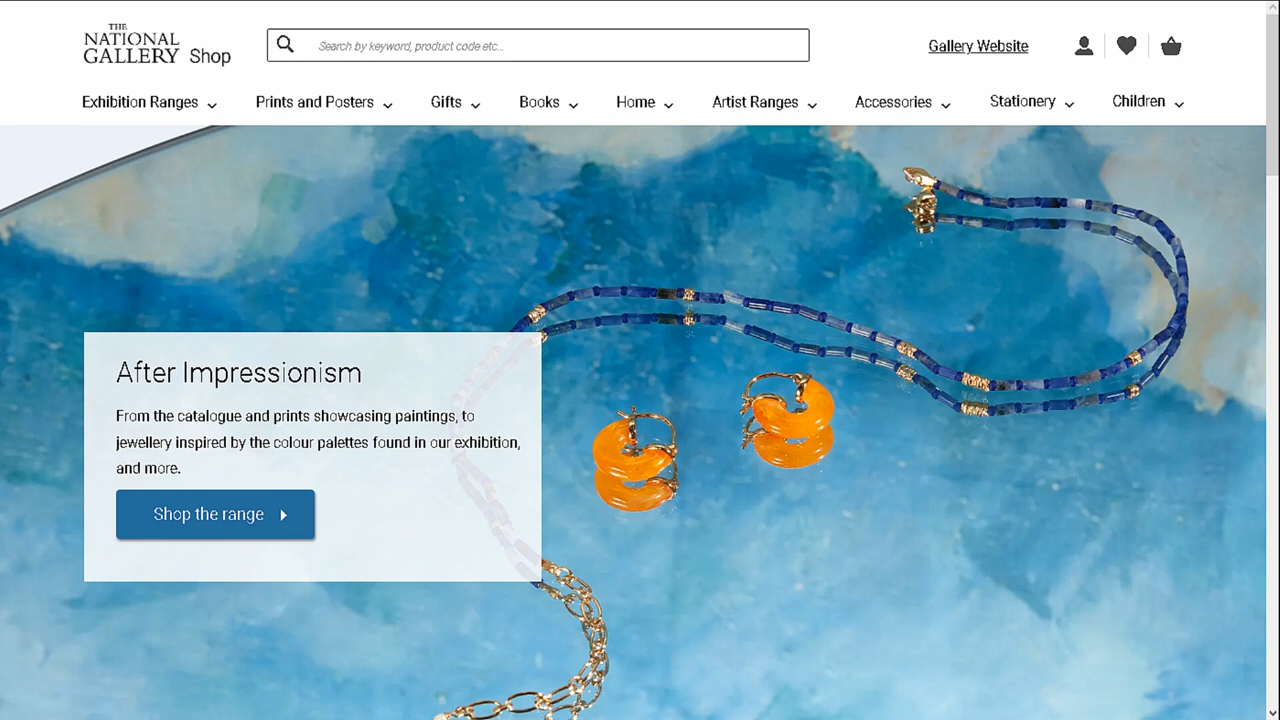 THE
NATIONAL
GALLERY Shop
Search by keyword, product code etc...
Gallery Website
Exhibition Ranges
Prints and Posters
Gifts
Books
Home
Artist Ranges
Accessories
Stationery
Children
After Impressionism
From the catalogue and prints showcasing paintings, to
jewellery inspired by the colour palettes found in our exhibition,
and more.
Shop the range